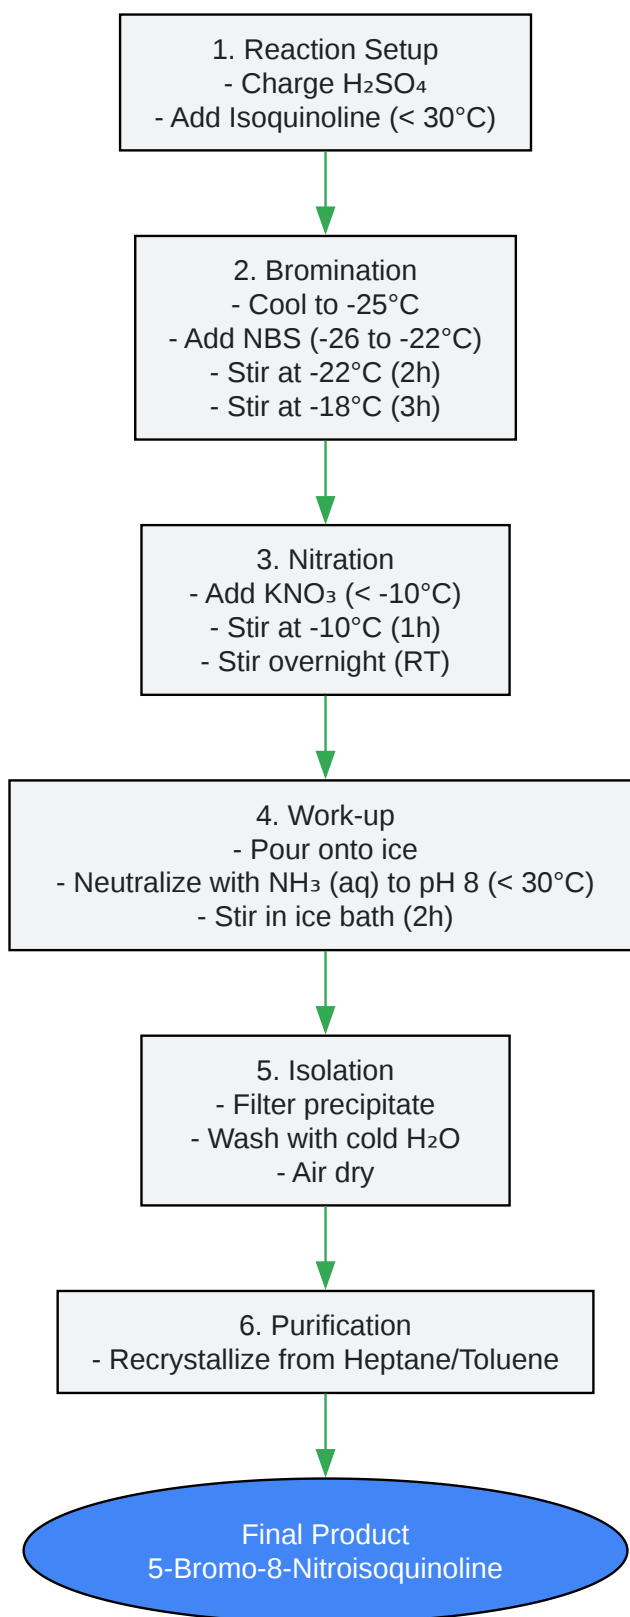 1. Reaction Setup
- Charge H₂SO₄
- Add Isoquinoline (< 30°C)
2. Bromination
- Cool to -25°C
- Add NBS (-26 to -22°C)
- Stir at -22°C (2h)
- Stir at -18°C (3h)
3. Nitration
- Add KNO₃ (< -10°C)
- Stir at -10°C (1h)
- Stir overnight (RT)
4. Work-up
- Pour onto ice
- Neutralize with NH₃ (aq) to pH 8 (< 30°C)
- Stir in ice bath (2h)
5. Isolation
- Filter precipitate
- Wash with cold H₂O
- Air dry
6. Purification
- Recrystallize from Heptane/Toluene
Final Product
5-Bromo-8-Nitroisoquinoline